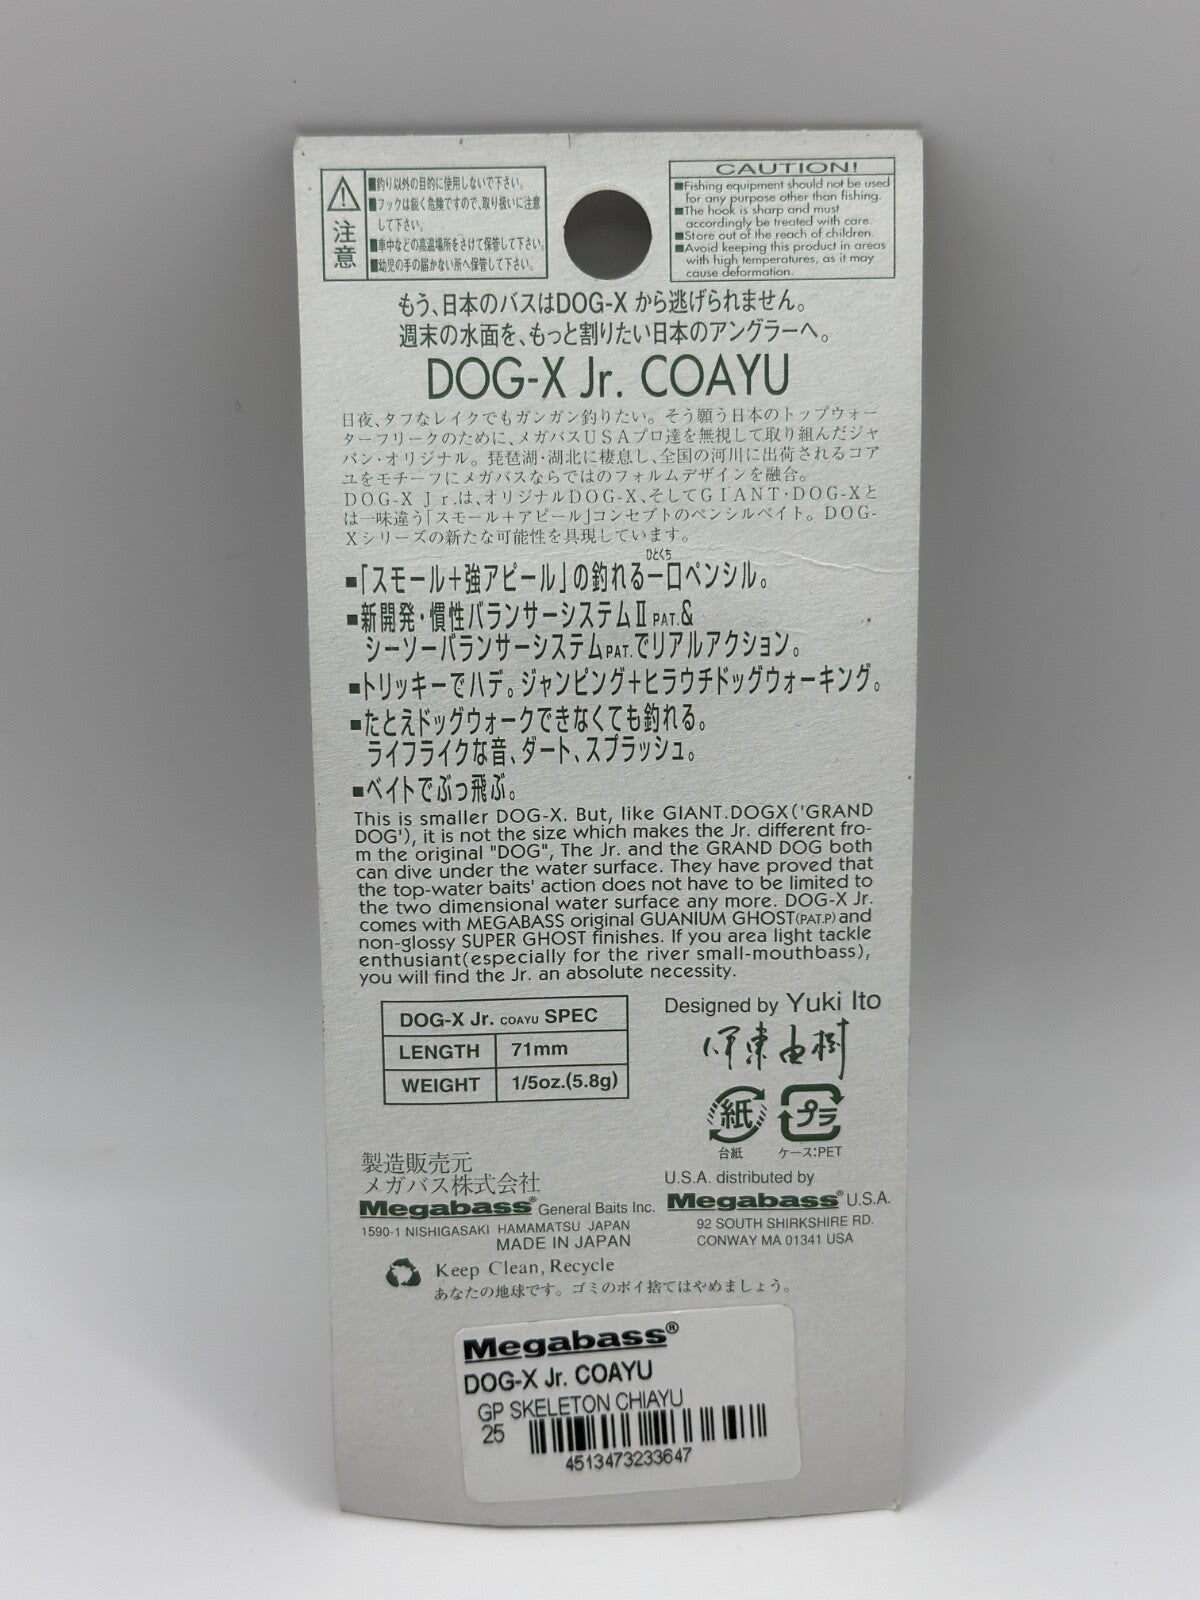 注意
■釣り以外の目的に使用しないで下さい。
■フックは鋭く危険ですので、取り扱いに注意
して下さい。
■車中などの高温場所をさけて保管して下さい。
■幼児の手の届かない所へ保管して下さい。
CAUTION!
■Fishing equipment should not be used
for any purpose other than fishing.
■The hook is sharp and must
accordingly be treated with care.
■Store out of the reach of children.
■Avoid keeping this product in areas
with high temperatures, as it may
cause deformation.
もう、日本のバスはDOG-X から逃げられません。
週末の水面を、もっと割りたい日本のアングラーへ。
DOG-X Jr. COAYU
日夜、タフなレイクでもガンガン釣りたい。そう願う日本のトップウォー
ターフリークのために、メガバスUSAプロ達を無視して取り組んだジャ
パン・オリジナル。琵琶湖・湖北に棲息し、全国の河川に出荷されるコア
ユをモチーフにメガバスならではのフォルムデザインを融合。
DOG-X Jr.は、オリジナルDOG-X、そしてGIANT・DOG-Xと
は一味違う「スモール+アピール」コンセプトのペンシルベイト。DOG-
Xシリーズの新たな可能性を具現しています。
■「スモール+強アピール」の釣れる一口ペンシル。
ひとくち
■新開発・慣性バランサーシステムⅡPAT.&
シーソーバランサーシステムPAT.でリアルアクション。
■トリッキーでハデ。ジャンピング+ヒラウチドッグウォーキング。
■たとえドッグウォークできなくても釣れる。
ライフライクな音、ダート、スプラッシュ。
■ベイトでぶっ飛ぶ。
This is smaller DOG-X. But, like GIANT.DOGX('GRAND
DOG'), it is not the size which makes the Jr. different fro-
m the original "DOG", The Jr. and the GRAND DOG both
can dive under the water surface. They have proved that
the top-water baits' action does not have to be limited to
the two dimensional water surface any more. DOG-X Jr.
comes with MEGABASS original GUANIUM GHOST(PAT.P)and
non-glossy SUPER GHOST finishes. If you area light tackle
enthusiant(especially for the river small-mouthbass),
you will find the Jr. an absolute necessity.
DOG-X Jr. COAYU SPEC
LENGTH 71mm
WEIGHT 1/5oz.(5.8g)
Designed by Yuki Ito
伊東由樹
紙
プラ
台紙
ケース:PET
製造販売元
メガバス株式会社
Megabass® General Baits Inc.
1590-1 NISHIGASAKI HAMAMATSU JAPAN
MADE IN JAPAN
U.S.A. distributed by
Megabass® U.S.A.
92 SOUTH SHIRKSHIRE RD.
CONWAY MA 01341 USA
Keep Clean, Recycle
あなたの地球です。ゴミのポイ捨てはやめましょう。
Megabass®
DOG-X Jr. COAYU
GP SKELETON CHIAYU
25
4513473233647